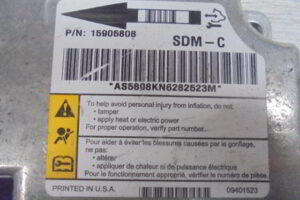 P/N: 15905808
SDM-C
*AS5808KN6282523M*
To help avoid personal injury from inflation, do not:
• tamper
• apply heat or electric power
For proper operation, verify part number...
Pour aider à éviter les blessures causées par le gonflage,
ne pas:
• altérer
• appliquer de chaleur ni de puissance électrique
Pour le fonctionnement approprié, vérifier le numéro de pièce.
PRINTED IN U.S.A.
09401523